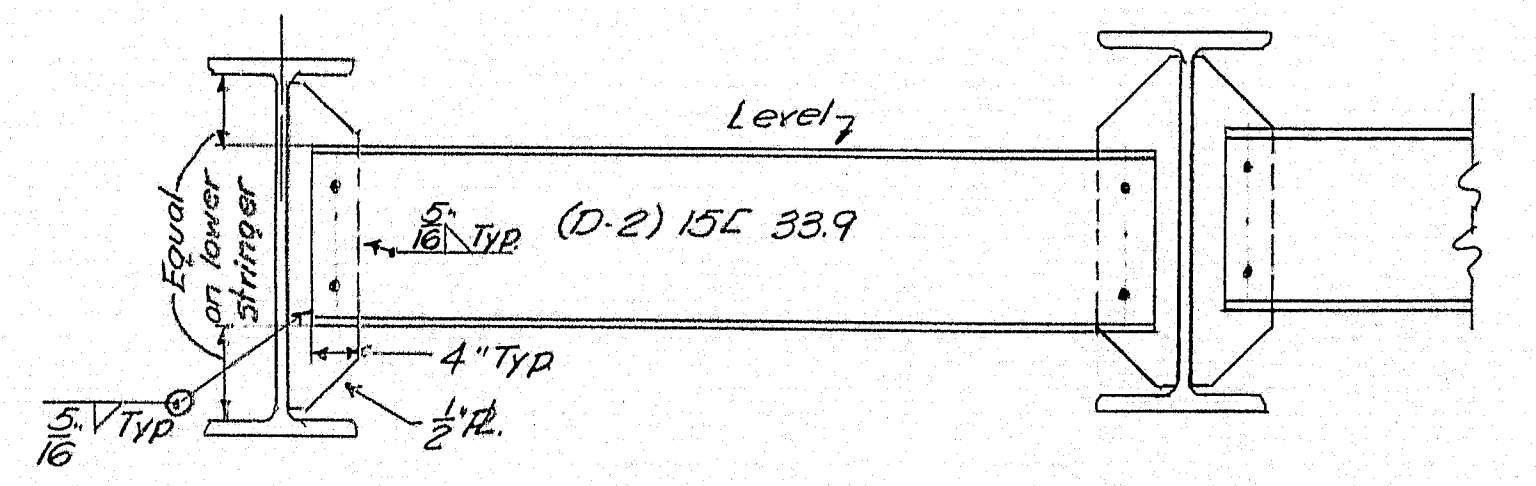 Level
Equal
on lower
stringer
5"
16 Typ.
(D-2) 15[ 33.9
4" Typ.
1"
2 PL.
5"
16 Typ